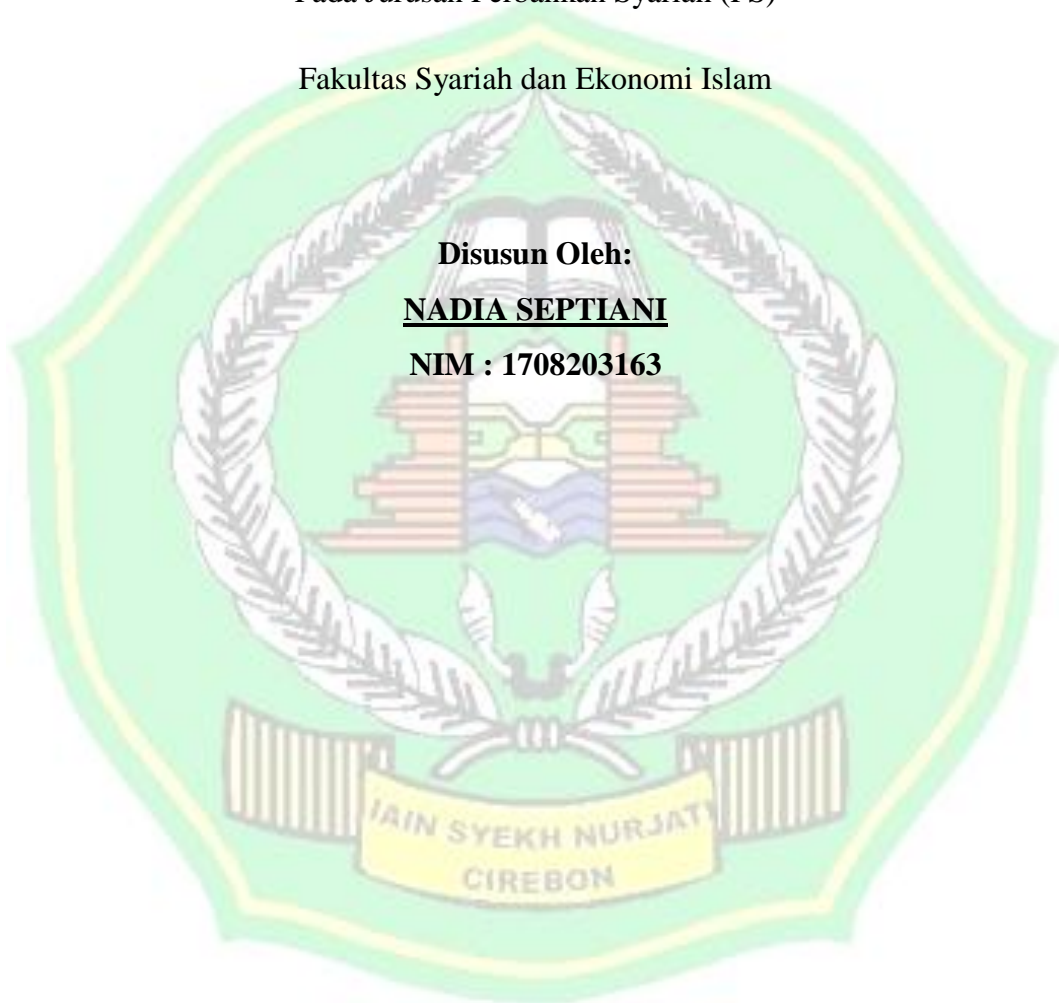 Pada Jurusan Perbankan Syariah (PS)
Fakultas Syariah dan Ekonomi Islam
Disusun Oleh:
NADIA SEPTIANI
NIM : 1708203163
IAIN SYEKH NURJATI
CIREBON